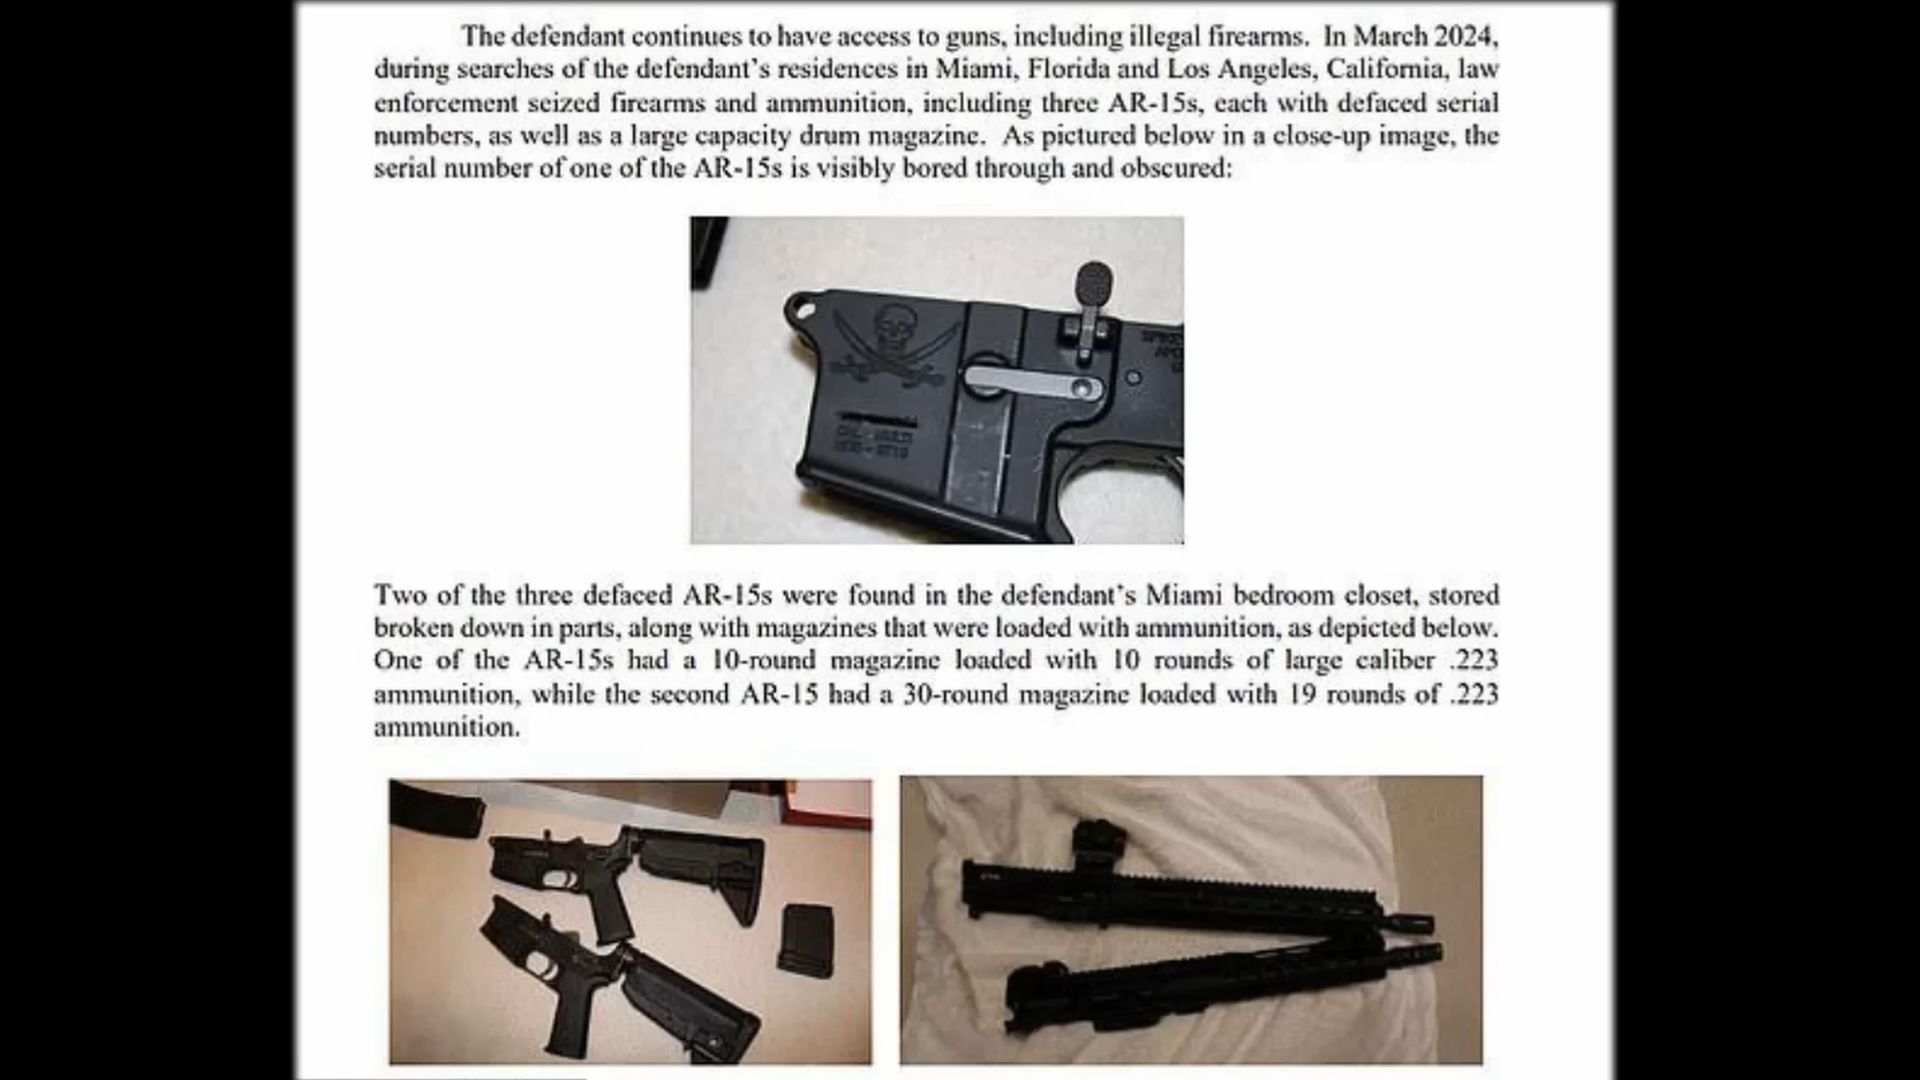 The defendant continues to have access to guns, including illegal firearms. In March 2024,
during searches of the defendant's residences in Miami, Florida and Los Angeles, California, law
enforcement seized firearms and ammunition, including three AR-15s, each with defaced serial
numbers, as well as a large capacity drum magazine. As pictured below in a close-up image, the
serial number of one of the AR-15s is visibly bored through and obscured:
Two of the three defaced AR-15s were found in the defendant's Miami bedroom closet, stored
broken down in parts, along with magazines that were loaded with ammunition, as depicted below.
One of the AR-15s had a 10-round magazine loaded with 10 rounds of large caliber .223
ammunition, while the second AR-15 had a 30-round magazine loaded with 19 rounds of .223
ammunition.